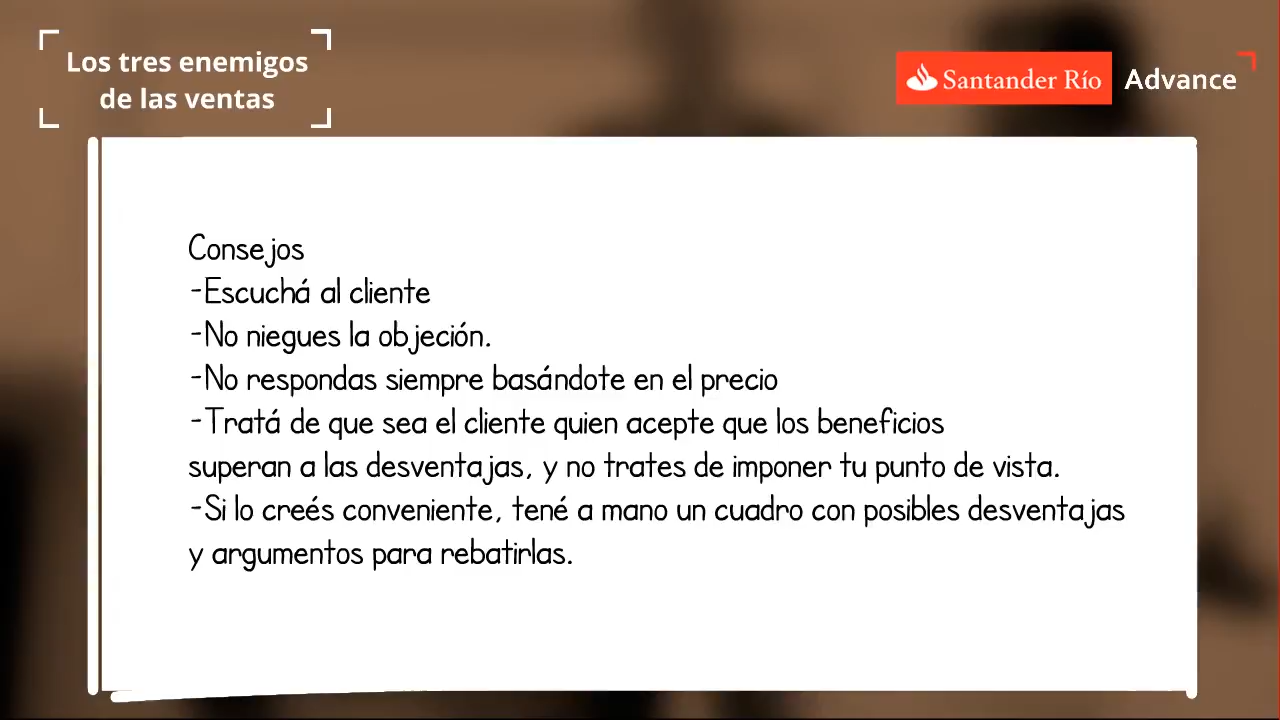 Los tres enemigos
de las ventas
Santander Río Advance
Consejos
-Escuchá al cliente
-No niegues la objeción.
-No respondas siempre basándote en el precio
-Tratá de que sea el cliente quien acepte que los beneficios
superan a las desventajas, y no trates de imponer tu punto de vista.
-Si lo creés conveniente, tené a mano un cuadro con posibles desventajas
y argumentos para rebatirlas.